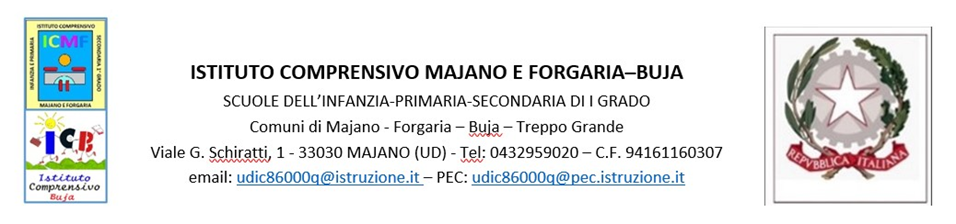 ISTITUTO COMPRENSIVO
ICMF
INFANZIA E PRIMARIA
SECONDARIA 1° GRADO
MAJANO E FORGARIA
ICB
Istituto
Comprensivo
Buja
ISTITUTO COMPRENSIVO MAJANO E FORGARIA–BUJA
SCUOLE DELL’INFANZIA-PRIMARIA-SECONDARIA DI I GRADO
Comuni di Majano - Forgaria – Buja – Treppo Grande
Viale G. Schiratti, 1 - 33030 MAJANO (UD) - Tel: 0432959020 – C.F. 94161160307
email: udic86000q@istruzione.it – PEC: udic86000q@pec.istruzione.it
REPVBBLICA ITALIANA